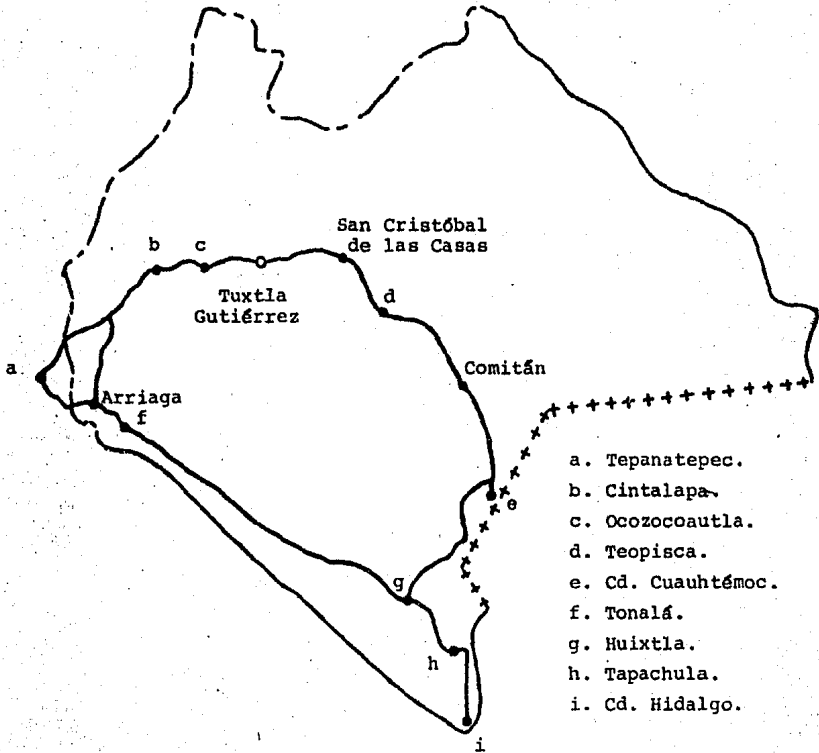 San Cristóbal
de las Casas
b
c
Tuxtla
Gutiérrez
d
a
Arriaga
f
Comitán
e
g
h
i
a. Tepanatepec.
b. Cintalapa.
c. Ocozocoautla.
d. Teopisca.
e. Cd. Cuauhtémoc.
f. Tonalá.
g. Huixtla.
h. Tapachula.
i. Cd. Hidalgo.